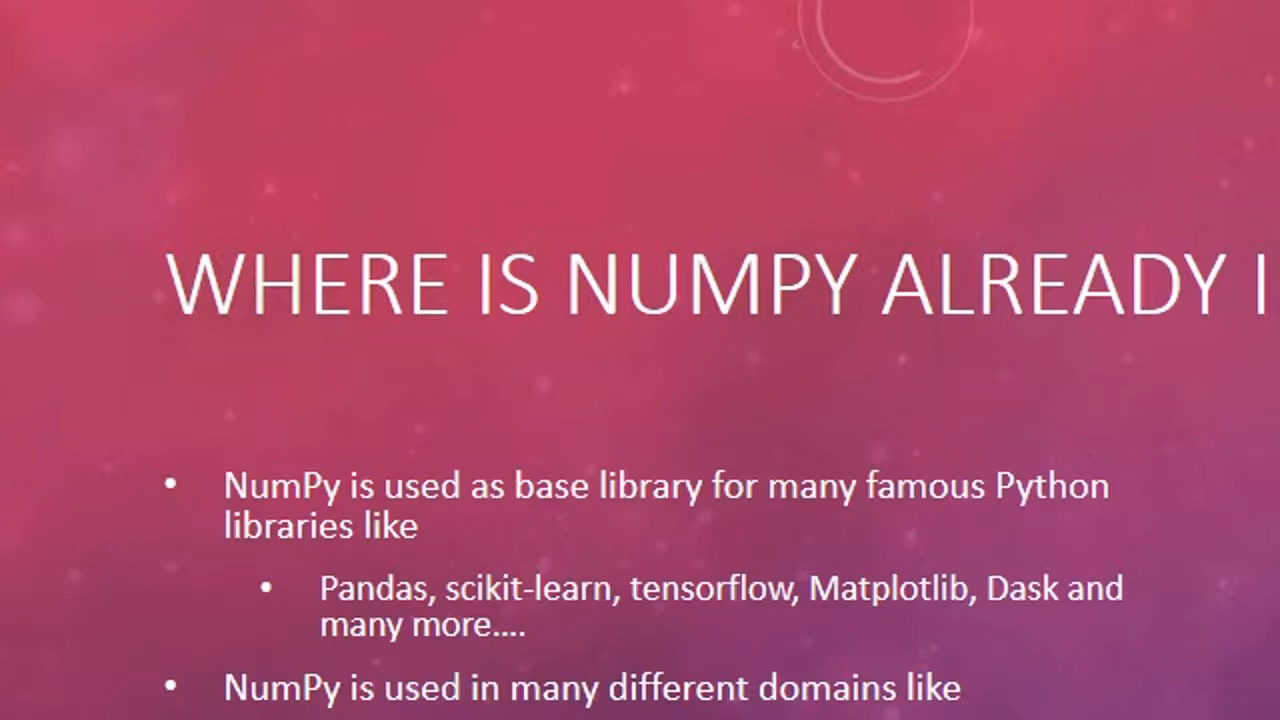 WHERE IS NUMPY ALREADY
• NumPy is used as base library for many famous Python
libraries like
• Pandas, scikit-learn, tensorflow, Matplotlib, Dask and
many more....
• NumPy is used in many different domains like